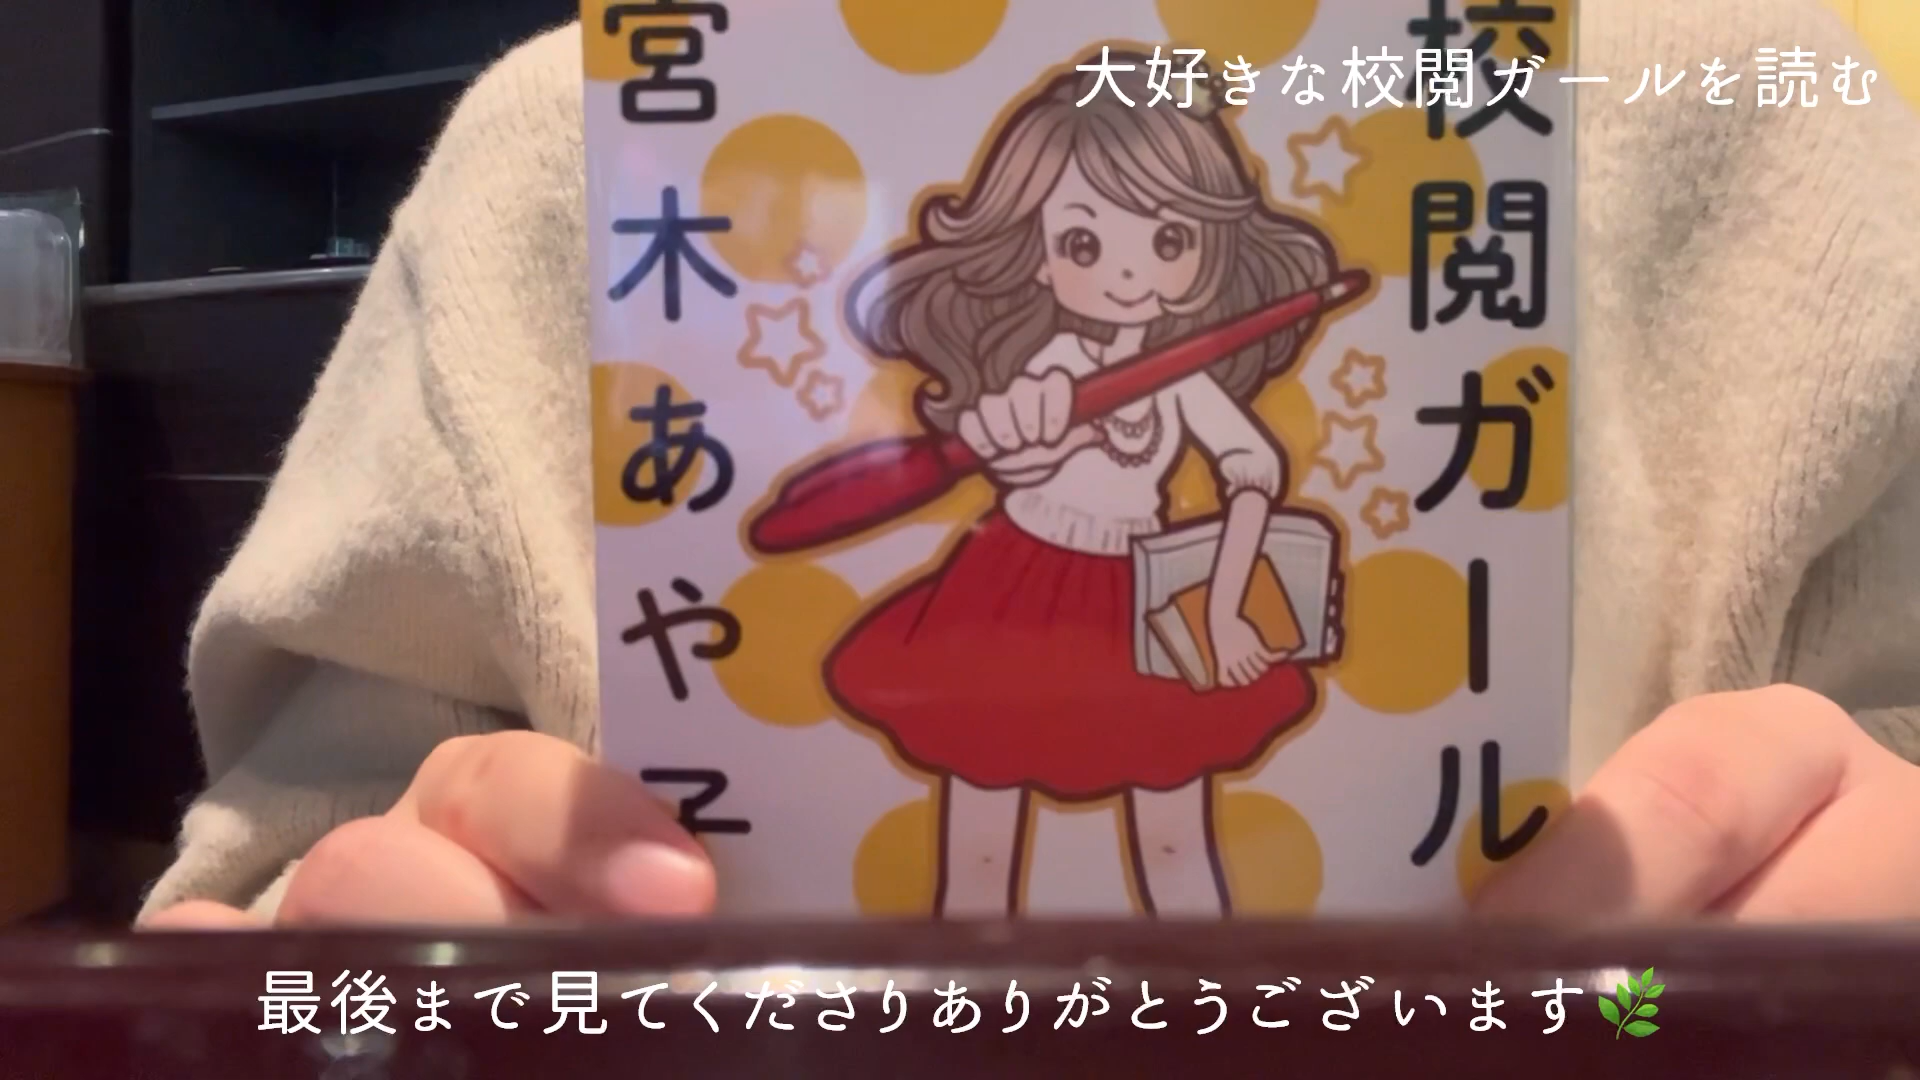 大好きな校閲ガールを読む
校閲ガール
宮木あや子
最後まで見てくださりありがとうございます🌿